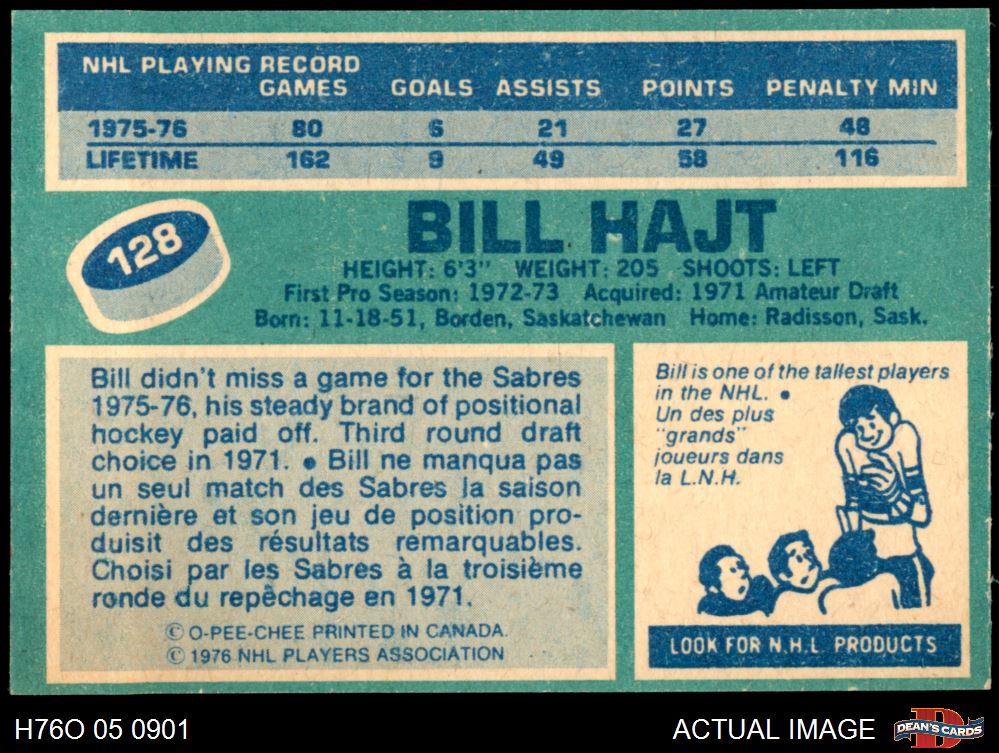 NHL PLAYING RECORD
GAMES GOALS ASSISTS POINTS PENALTY MIN
1975-76 80 6 21 27 48
LIFETIME 162 9 49 58 116
128
BILL HAJT
HEIGHT: 6'3" WEIGHT: 205 SHOOTS: LEFT
First Pro Season: 1972-73 Acquired: 1971 Amateur Draft
Born: 11-18-51, Borden, Saskatchewan Home: Radisson, Sask.
Bill didn't miss a game for the Sabres
1975-76, his steady brand of positional
hockey paid off. Third round draft
choice in 1971. • Bill ne manqua pas
un seul match des Sabres la saison
dernière et son jeu de position pro-
duisit des résultats remarquables.
Choisi par les Sabres à la troisième
ronde du repêchage en 1971.
© O-PEE-CHEE PRINTED IN CANADA.
© 1976 NHL PLAYERS ASSOCIATION
Bill is one of the tallest players
in the NHL. •
Un des plus
"grands"
joueurs dans
la L.N.H.
LOOK FOR N.H.L PRODUCTS
H76O 05 0901
ACTUAL IMAGE
DEAN'S CARDS